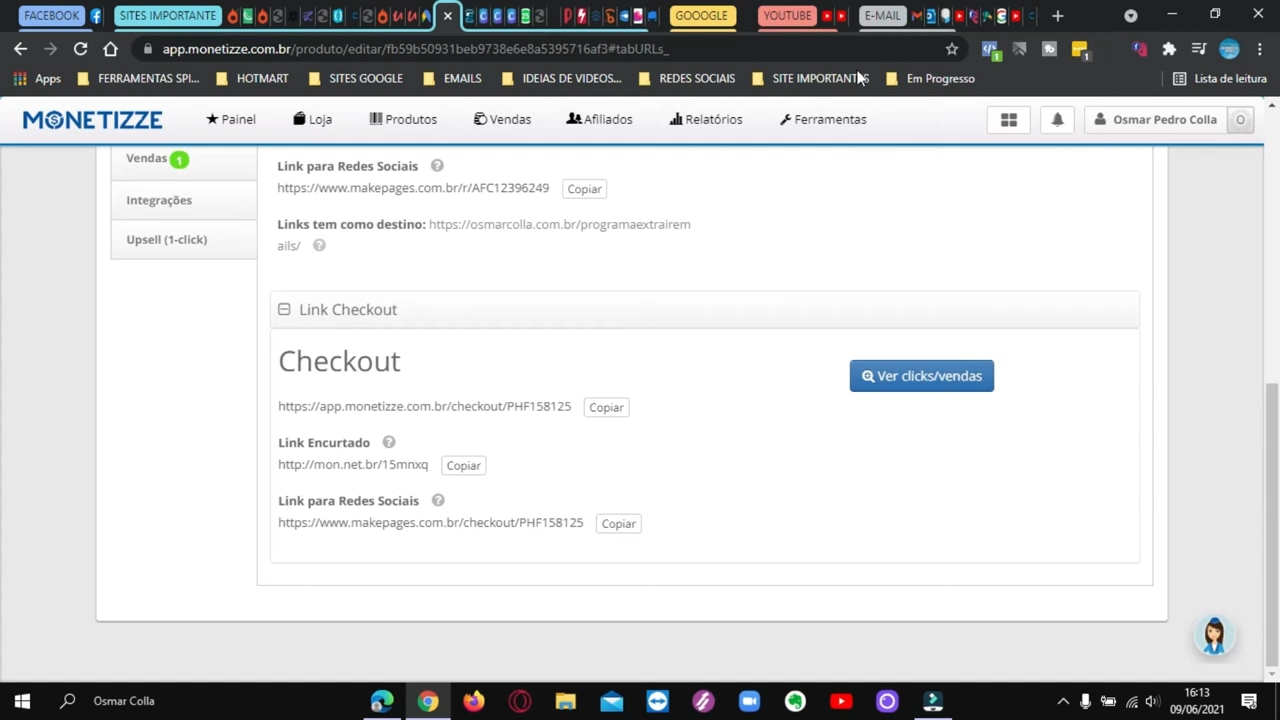 FACEBOOK
SITES IMPORTANTE
GOOOGLE
YOUTUBE
E-MAIL
app.monetizze.com.br/produto/editar/fb59b50931beb9738e6e8a5395716af3#tabURLs_
1
1
Apps
FERRAMENTAS SPI...
HOTMART
SITES GOOGLE
EMAILS
IDEIAS DE VIDEOS...
REDES SOCIAIS
SITE IMPORTANTES
Em Progresso
Lista de leitura
MONETIZZE
Painel
Loja
Produtos
Vendas
Afiliados
Relatórios
Ferramentas
Osmar Pedro Colla
O
Vendas 1
Integrações
Upsell (1-click)
Link para Redes Sociais ?
https://www.makepages.com.br/r/AFC12396249 Copiar
Links tem como destino: https://osmarcolla.com.br/programaextrairem
ails/ ?
Link Checkout
Checkout
Ver clicks/vendas
https://app.monetizze.com.br/checkout/PHF158125 Copiar
Link Encurtado ?
http://mon.net.br/15mnxq Copiar
Link para Redes Sociais ?
https://www.makepages.com.br/checkout/PHF158125 Copiar
Osmar Colla
16:13
09/06/2021